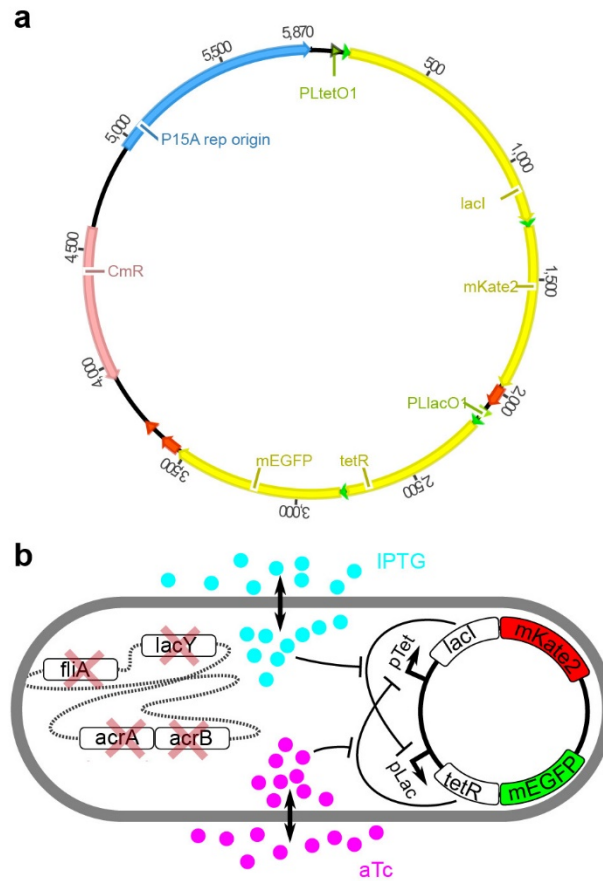 a
5,870
5,500
PLtetO1
500
5,000
P15A rep origin
1,000
lacI
4,500
CmR
mKate2
1,500
4,000
PLlacO1
2,000
3,500
mEGFP
tetR
2,500
3,000
b
IPTG
lacY
fliA
acrA
acrB
pTet
lacI
mKate2
pLac
tetR
mEGFP
aTc